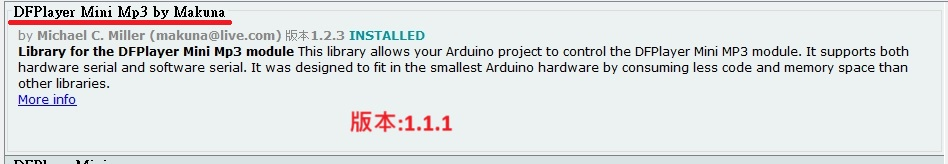 DFPlayer Mini Mp3 by Makuna
by Michael C. Miller (makuna@live.com) 版本1.2.3 INSTALLED
Library for the DFPlayer Mini Mp3 module This library allows your Arduino project to control the DFPlayer Mini MP3 module. It supports both
hardware serial and software serial. It was designed to fit in the smallest Arduino hardware by consuming less code and memory space than
other libraries.
More info
版本:1.1.1